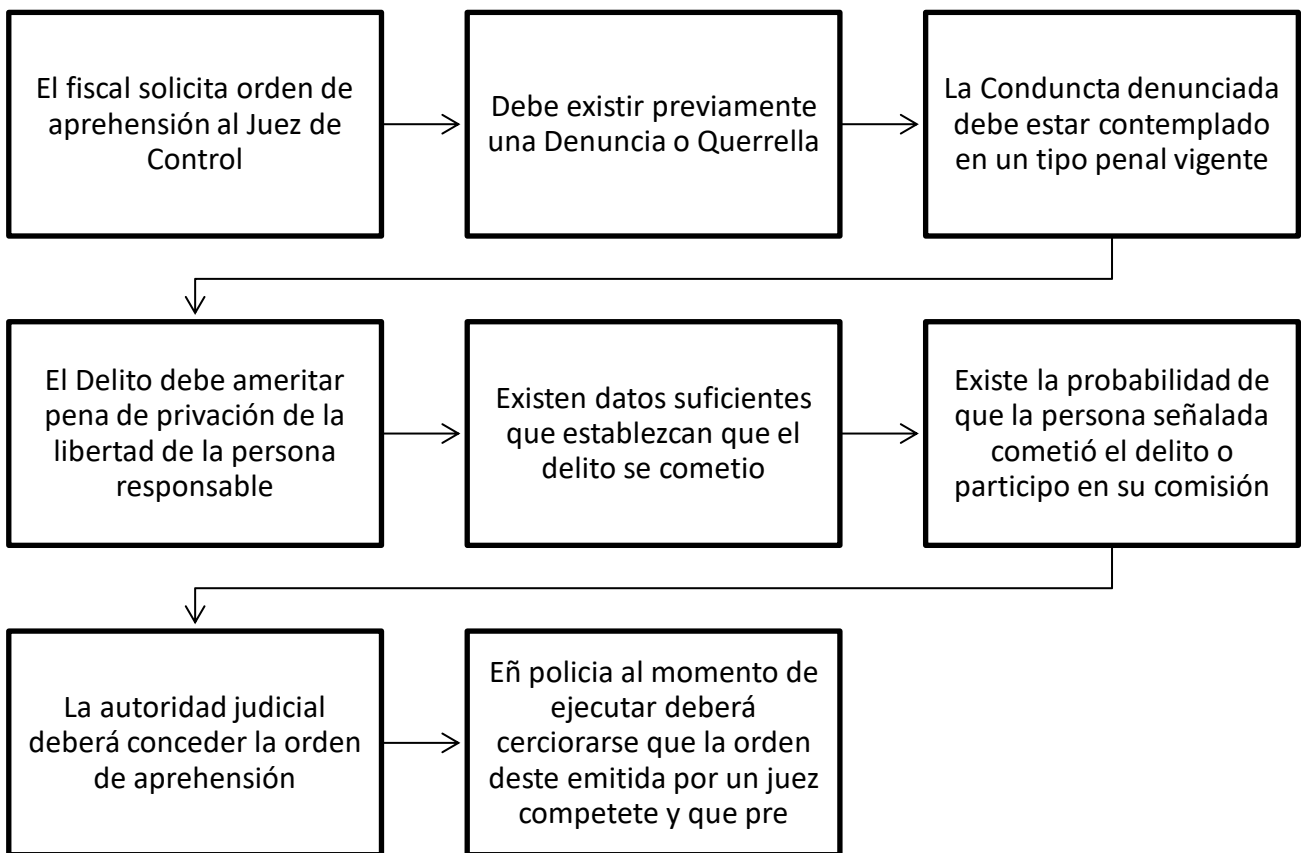 El fiscal solicita orden de
aprehensión al Juez de
Control
Debe existir previamente
una Denuncia o Querrella
La Conduncta denunciada
debe estar contemplado
en un tipo penal vigente
El Delito debe ameritar
pena de privación de la
libertad de la persona
responsable
Existen datos suficientes
que establezcan que el
delito se cometio
Existe la probabilidad de
que la persona señalada
cometió el delito o
participo en su comisión
La autoridad judicial
deberá conceder la orden
de aprehensión
Eñ policia al momento de
ejecutar deberá
cerciorarse que la orden
deste emitida por un juez
competete y que pre